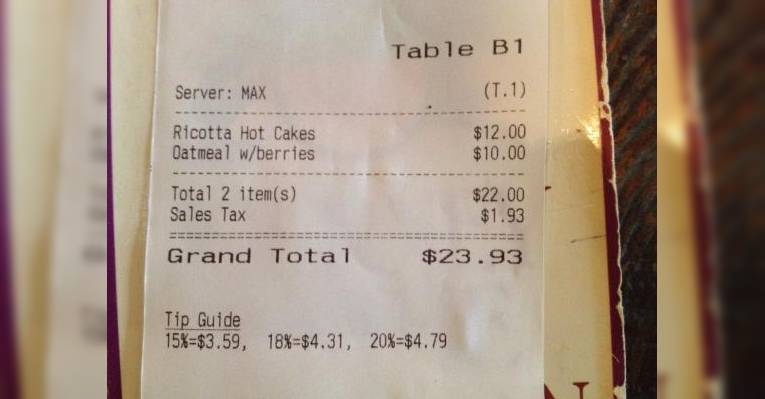 Table B1
Server: MAX (T.1)
Ricotta Hot Cakes $12.00
Oatmeal w/berries $10.00
Total 2 item(s) $22.00
Sales Tax $1.93
Grand Total $23.93
Tip Guide
15%=$3.59, 18%=$4.31, 20%=$4.79